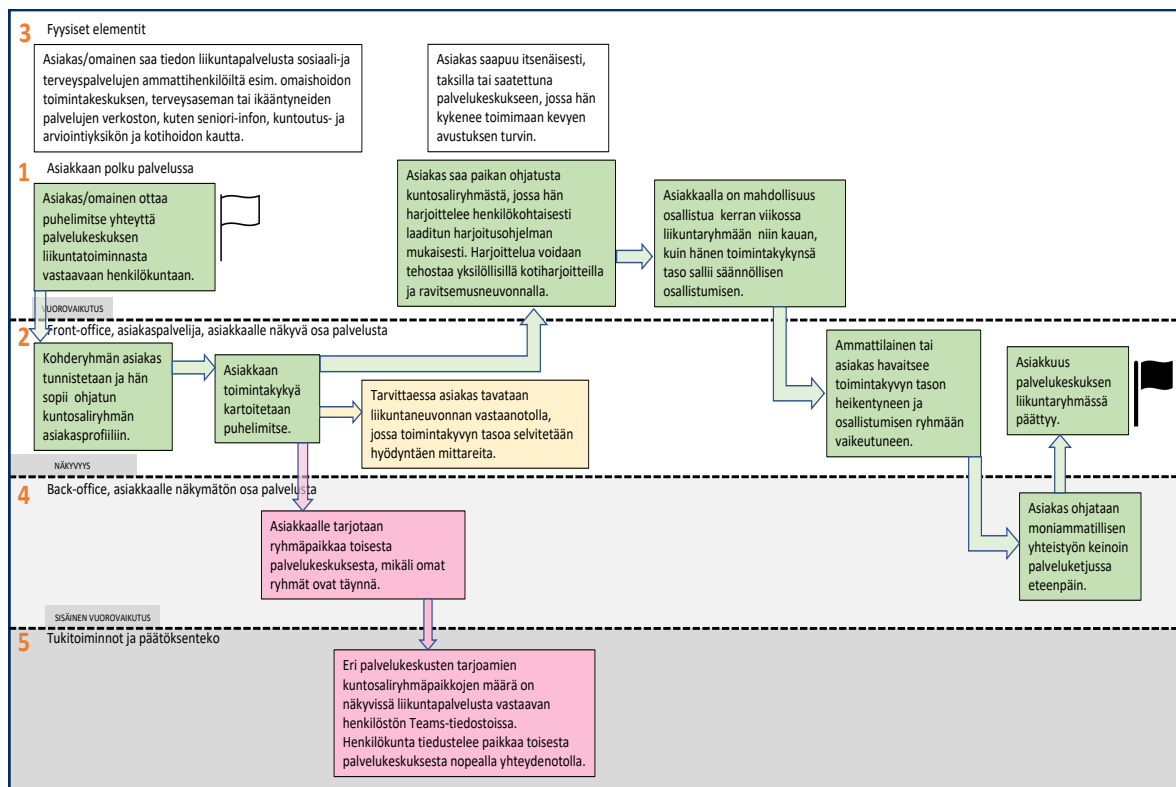 3 Fyysiset elementit
Asiakas/omainen saa tiedon liikuntapalvelusta sosiaali-ja
terveyspalvelujen ammattihenkilöiltä esim. omaishoidon
toimintakeskuksen, terveysaseman tai ikääntyneiden
palvelujen verkoston, kuten seniori-infon, kuntoutus- ja
arviointiyksikön ja kotihoidon kautta.
Asiakas saapuu itsenäisesti,
taksilla tai saatettuna
palvelukeskukseen, jossa hän
kykenee toimimaan kevyen
avustuksen turvin.
1 Asiakkaan polku palvelussa
Asiakas/omainen ottaa
puhelimitse yhteyttä
palvelukeskuksen
liikuntatoiminnasta
vastaavaan henkilökuntaan.
Asiakas saa paikan ohjatusta
kuntosaliryhmästä, jossa hän
harjoittelee henkilökohtaisesti
laaditun harjoitusohjelman
mukaisesti. Harjoittelua voidaan
tehostaa yksilöllisillä kotiharjoitteilla
ja ravitsemusneuvonnalla.
Asiakkaalla on mahdollisuus
osallistua kerran viikossa
liikuntaryhmään niin kauan,
kuin hänen toimintakykynsä
taso sallii säännöllisen
osallistumisen.
VUOROVAIKUTUS
2 Front-office, asiakaspalvelija, asiakkaalle näkyvä osa palvelusta
Kohderyhmän asiakas
tunnistetaan ja hän
sopii ohjatun
kuntosaliryhmän
asiakasprofiiliin.
Asiakkaan
toimintakykyä
kartoitetaan
puhelimitse.
Tarvittaessa asiakas tavataan
liikuntaneuvonnan vastaanotolla,
jossa toimintakyvyn tasoa selvitetään
hyödyntäen mittareita.
Ammattilainen tai
asiakas havaitsee
toimintakyvyn tason
heikentyneen ja
osallistumisen ryhmään
vaikeutuneen.
Asiakkuus
palvelukeskuksen
liikuntaryhmässä
päättyy.
NÄKYVYYS
4 Back-office, asiakkaalle näkymätön osa palvelusta
Asiakkaalle tarjotaan
ryhmäpaikkaa toisesta
palvelukeskuksesta, mikäli omat
ryhmät ovat täynnä.
Asiakas ohjataan
moniammatillisen
yhteistyön keinoin
palveluketjussa
eteenpäin.
SISÄINEN VUOROVAIKUTUS
5 Tukitoiminnot ja päätöksenteko
Eri palvelukeskusten tarjoamien
kuntosaliryhmäpaikkojen määrä on
näkyvissä liikuntapalvelusta vastaavan
henkilöstön Teams-tiedostoissa.
Henkilökunta tiedustelee paikkaa toisesta
palvelukeskuksesta nopealla yhteydenotolla.